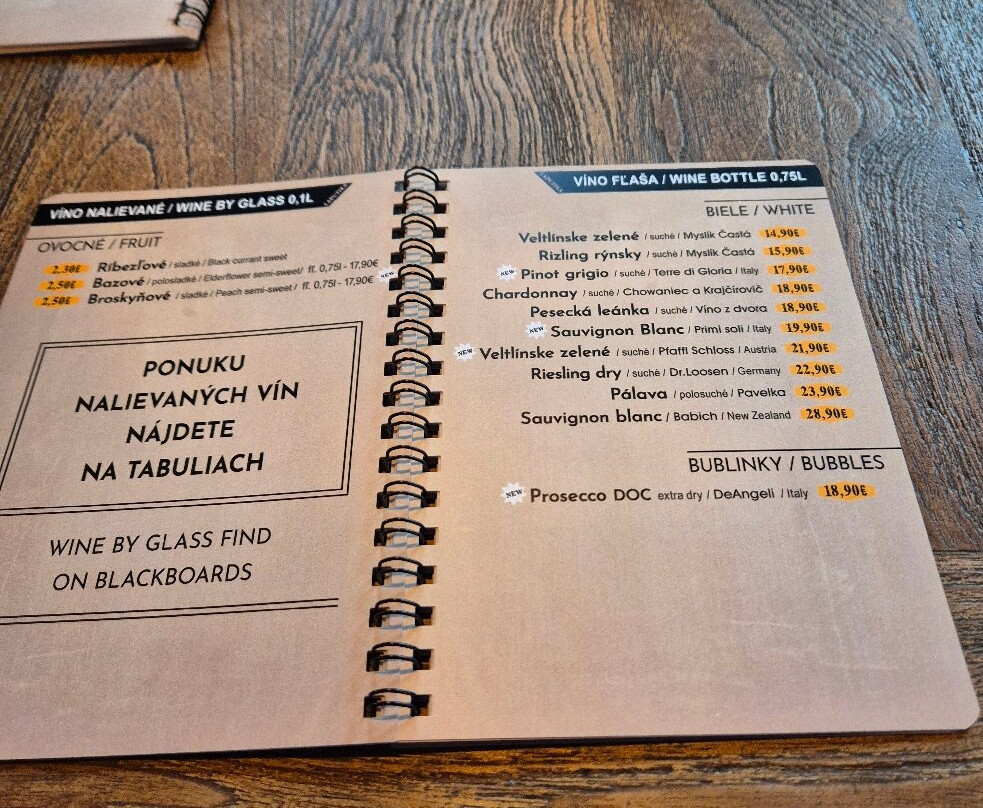 VÍNO NALIEVANÉ / WINE BY GLASS 0,1L
OVOCNÉ / FRUIT
2,30€ Ríbezľové / sladké / Black currant sweet
2,50€ Bazové / polosladké / Elderflower semi-sweet/ fľ. 0,75l - 17,90€ NEW
2,50€ Broskyňové / sladké / Peach semi-sweet / fľ. 0,75l - 17,90€
PONUKU
NALIEVANÝCH VÍN
NÁJDETE
NA TABULIACH
WINE BY GLASS FIND
ON BLACKBOARDS
VÍNO FĽAŠA / WINE BOTTLE 0,75L
BIELE / WHITE
Veltlínske zelené / suché / Myslik Častá 14,90€
Rizling rýnsky / suché / Myslik Častá 15,90€
NEW Pinot grigio / suché / Terre di Gloria / Italy 17,90€
Chardonnay / suché / Chowaniec a Krajčírovič 18,90€
Pesecká leánka / suché / Víno z dvora 18,90€
NEW Sauvignon Blanc / Primi soli / Italy 19,90€
NEW Veltlínske zelené / suché / Pfaffl Schloss / Austria 21,90€
Riesling dry / suché / Dr.Loosen / Germany 22,90€
Pálava / polosuché / Pavelka 23,90€
Sauvignon blanc / Babich / New Zealand 28,90€
BUBLINKY / BUBBLES
NEW Prosecco DOC extra dry / DeAngeli / Italy 18,90€